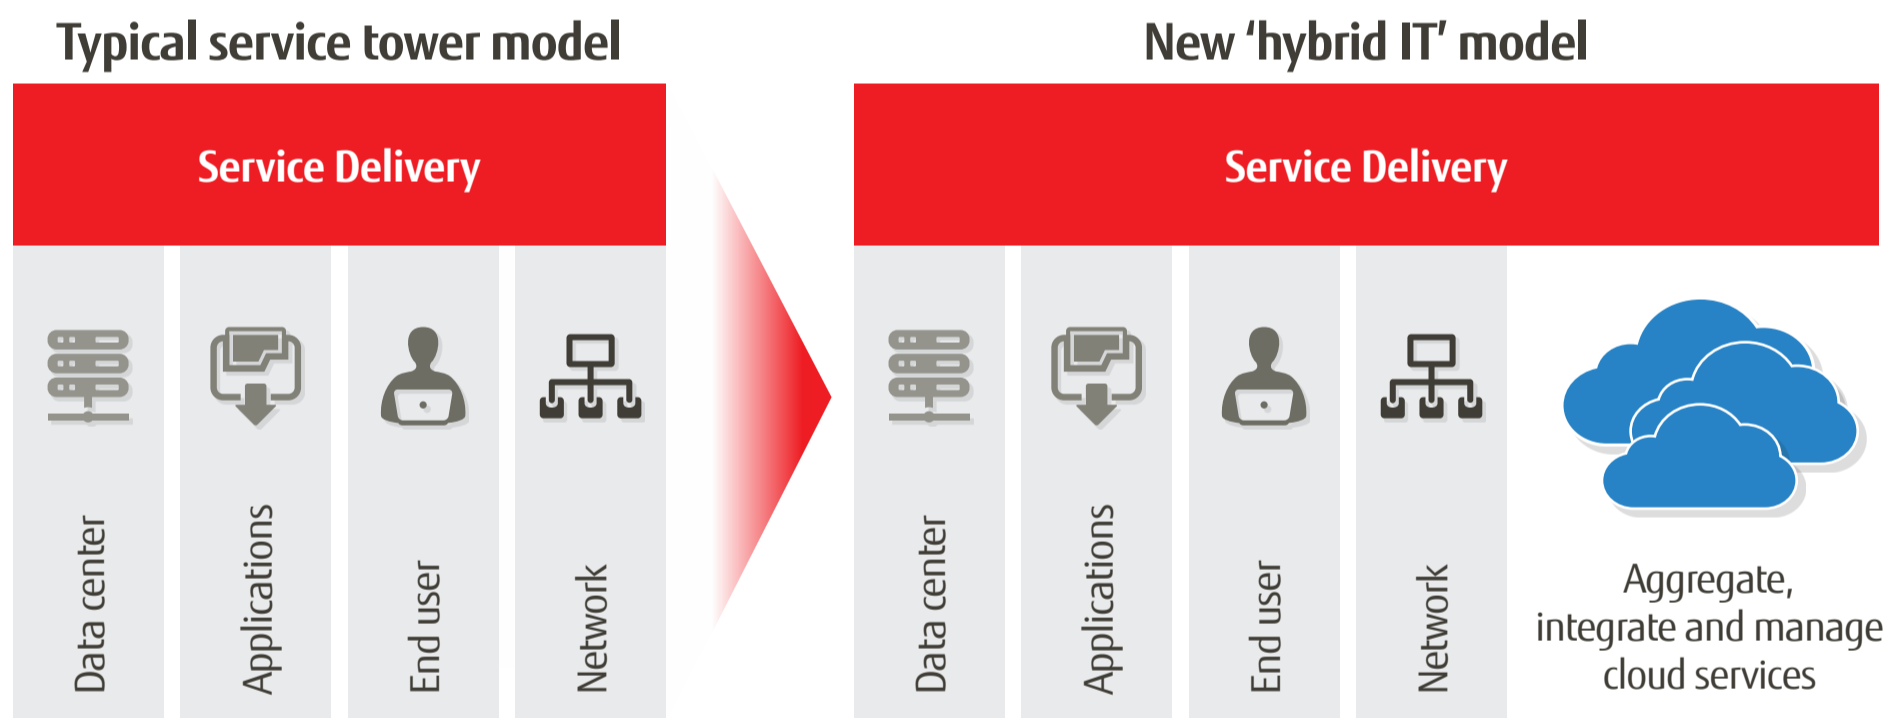 Typical service tower model
Service Delivery
Data center
Applications
End user
Network
New ‘hybrid IT’ model
Service Delivery
Data center
Applications
End user
Network
Aggregate,
integrate and manage
cloud services